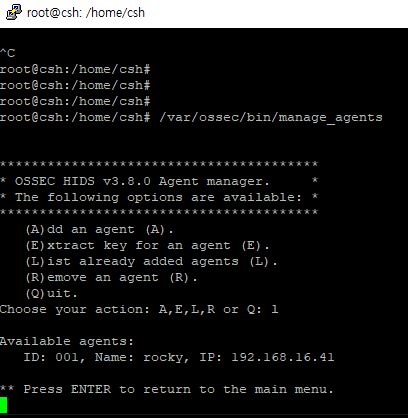 root@csh: /home/csh
^C
root@csh:/home/csh#
root@csh:/home/csh#
root@csh:/home/csh#
root@csh:/home/csh# /var/ossec/bin/manage_agents
****************************************
* OSSEC HIDS v3.8.0 Agent manager.     *
* The following options are available: *
****************************************
   (A)dd an agent (A).
   (E)xtract key for an agent (E).
   (L)ist already added agents (L).
   (R)emove an agent (R).
   (Q)uit.
Choose your action: A,E,L,R or Q: l
Available agents:
   ID: 001, Name: rocky, IP: 192.168.16.41
** Press ENTER to return to the main menu.